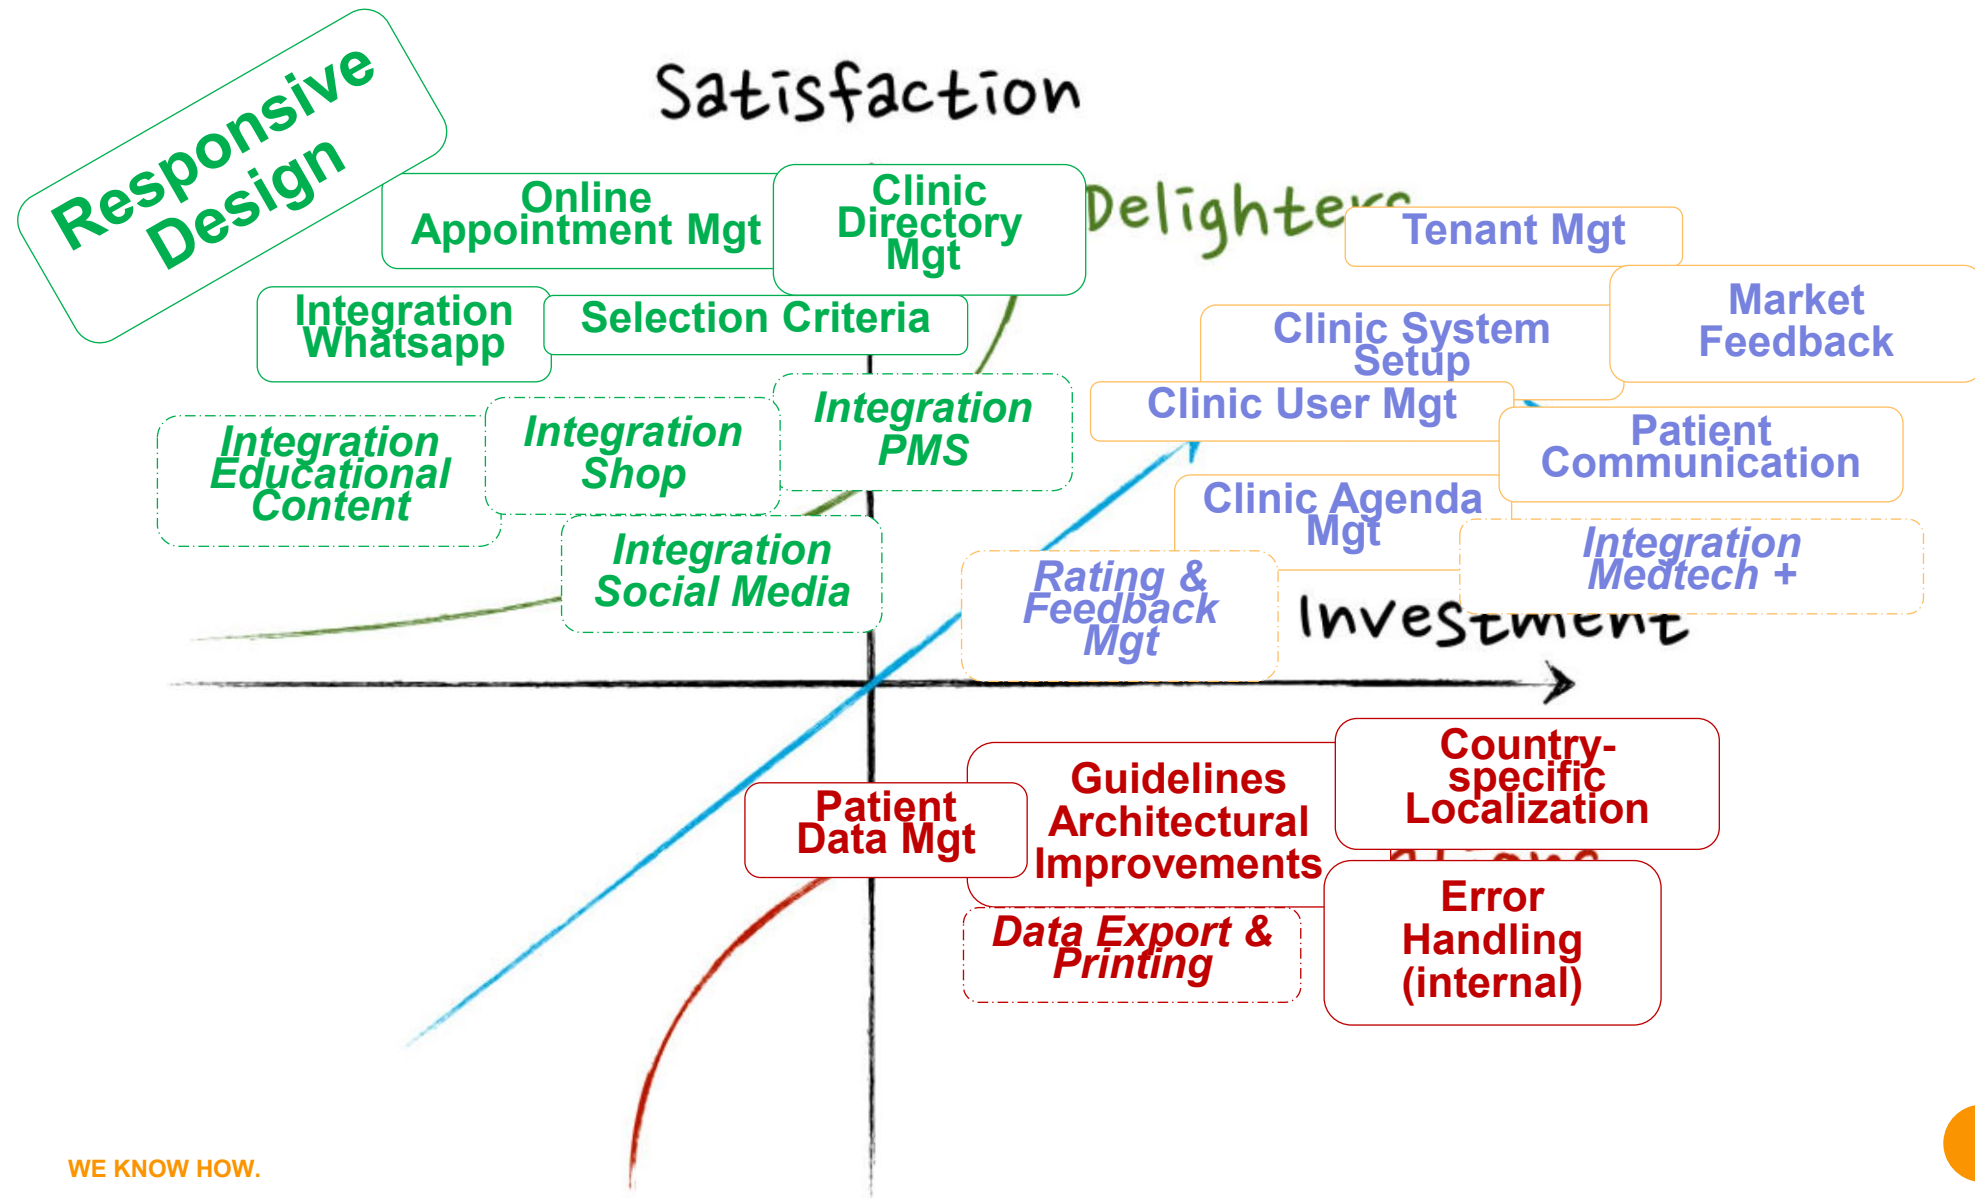 Responsive
Design
Satisfaction
Online
Appointment Mgt
Clinic
Directory
Mgt
Delighters
Tenant Mgt
Market
Feedback
Integration
Whatsapp
Selection Criteria
Clinic System
Setup
Clinic User Mgt
Integration
Educational
Content
Integration
Shop
Integration
PMS
Patient
Communication
Clinic Agenda
Mgt
Integration
Medtech +
Integration
Social Media
Rating &
Feedback
Mgt
Investment
Patient
Data Mgt
Guidelines
Architectural
Improvements
Country-
specific
Localization
Data Export &
Printing
Error
Handling
(internal)
WE KNOW HOW.